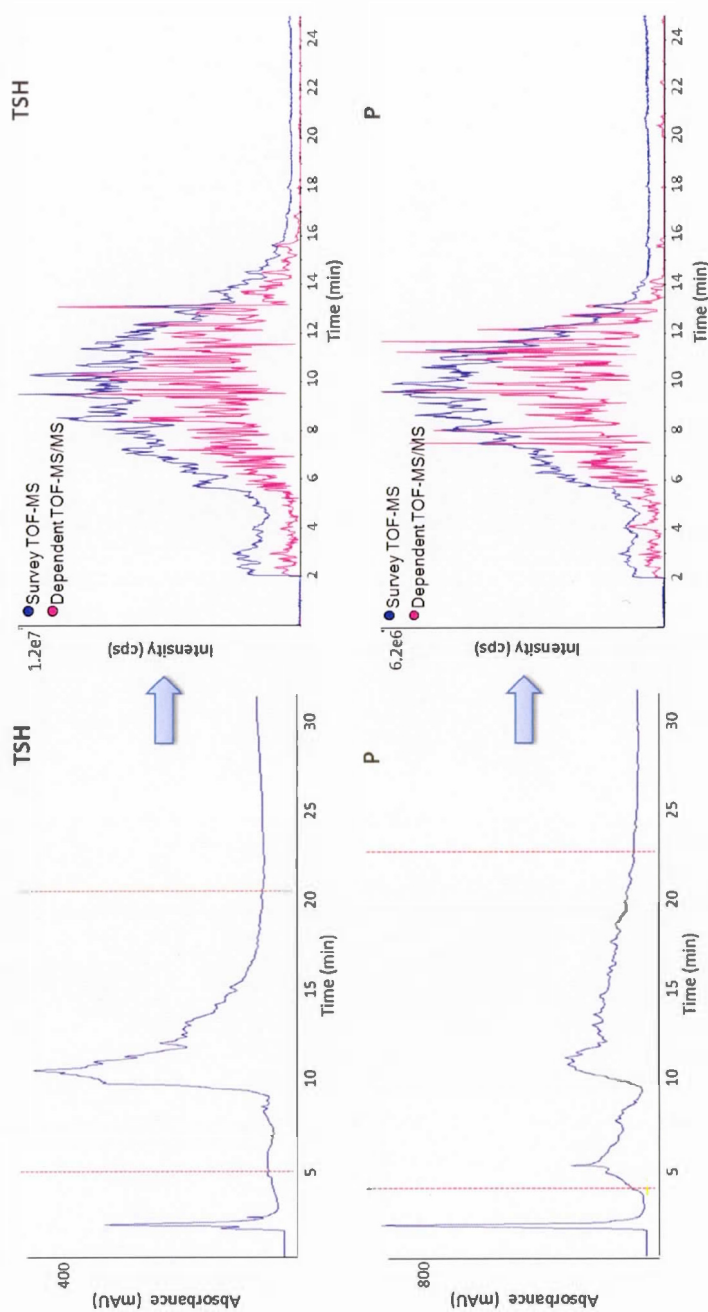 TSH
400
Absorbance (mAU)
5 10 15 20 25 30
Time (min)
TSH
1.2e7
Intensity (cps)
Survey TOF-MS
Dependent TOF-MS/MS
2 4 6 8 10 12 14 16 18 20 22 24
Time (min)
P
800
Absorbance (mAU)
5 10 15 20 25 30
Time (min)
P
6.2e6
Intensity (cps)
Survey TOF-MS
Dependent TOF-MS/MS
2 4 6 8 10 12 14 16 18 20 22 24
Time (min)